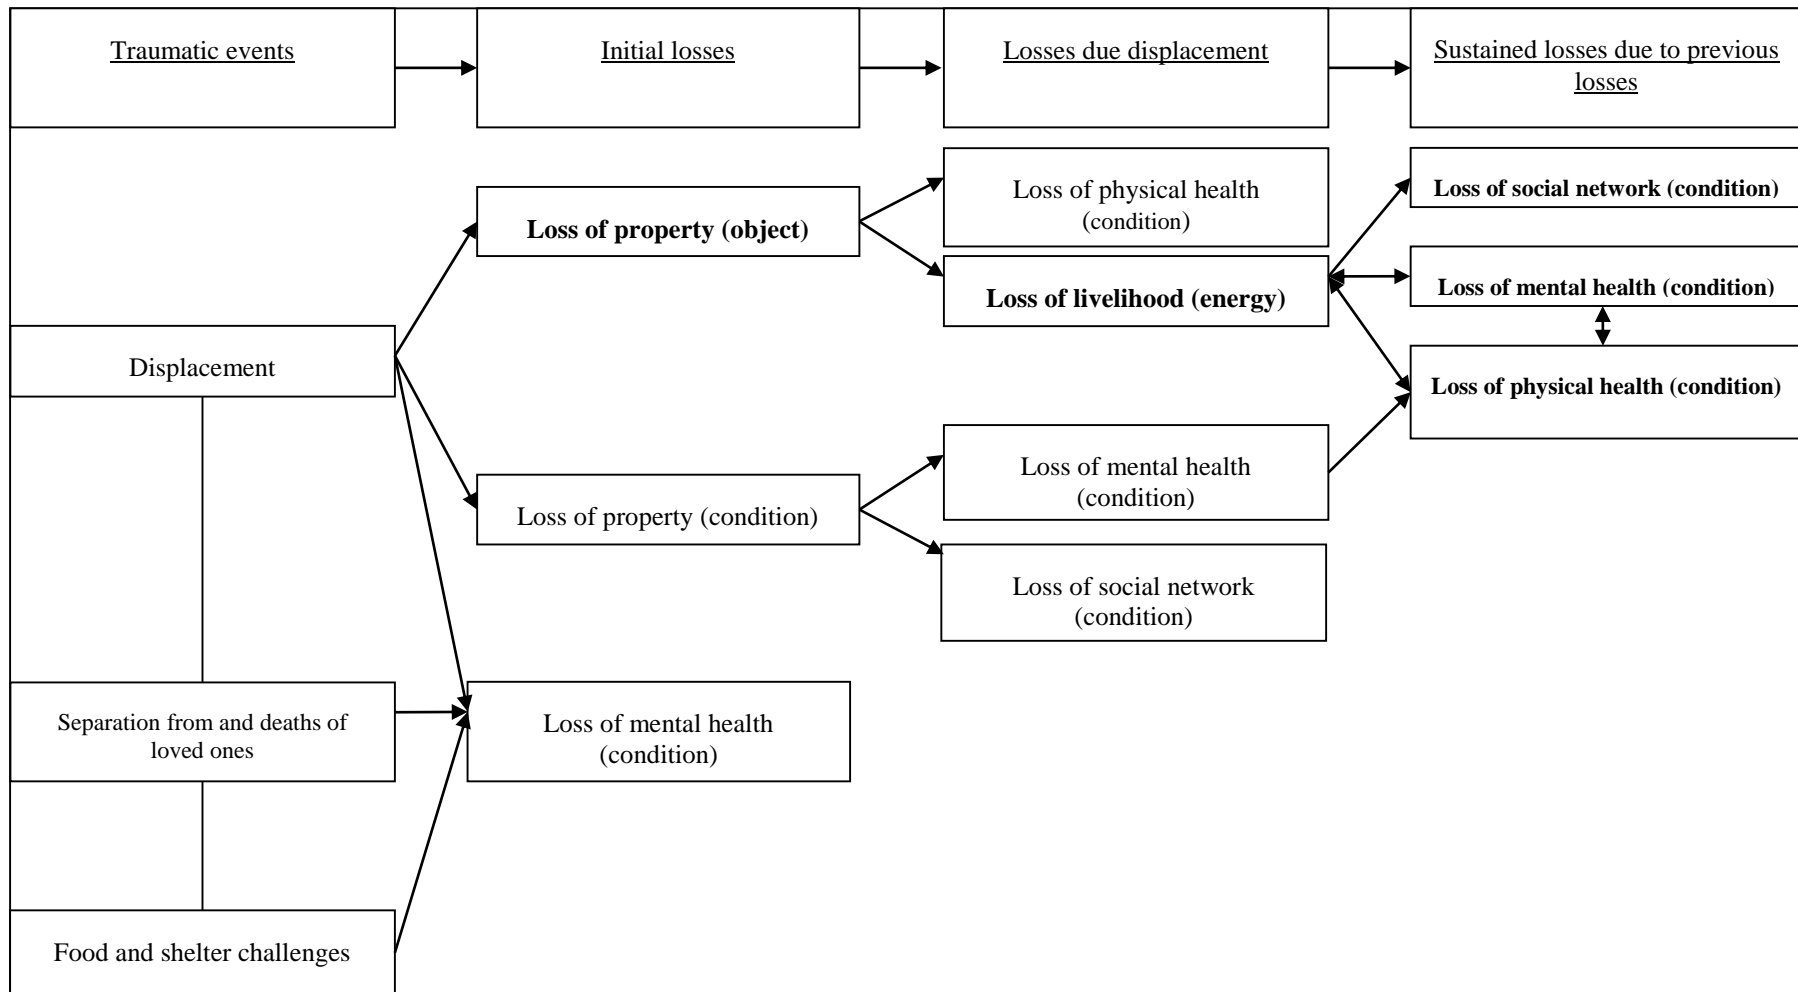 Traumatic events
Initial losses
Losses due displacement
Sustained losses due to previous
losses
Loss of property (object)
Loss of physical health
(condition)
Loss of livelihood (energy)
Loss of social network (condition)
Loss of mental health (condition)
Loss of physical health (condition)
Displacement
Loss of property (condition)
Loss of mental health
(condition)
Loss of social network
(condition)
Separation from and deaths of
loved ones
Loss of mental health
(condition)
Food and shelter challenges